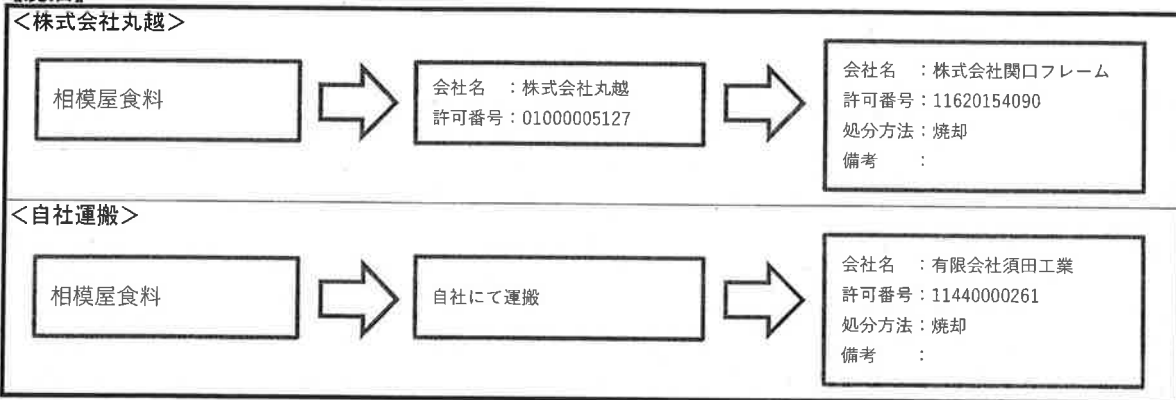 <株式会社丸越>
相模屋食料
会社名 :株式会社丸越
許可番号:01000005127
会社名 :株式会社関口フレーム
許可番号:11620154090
処分方法:焼却
備考 :
<自社運搬>
相模屋食料
自社にて運搬
会社名 :有限会社須田工業
許可番号:11440000261
処分方法:焼却
備考 :